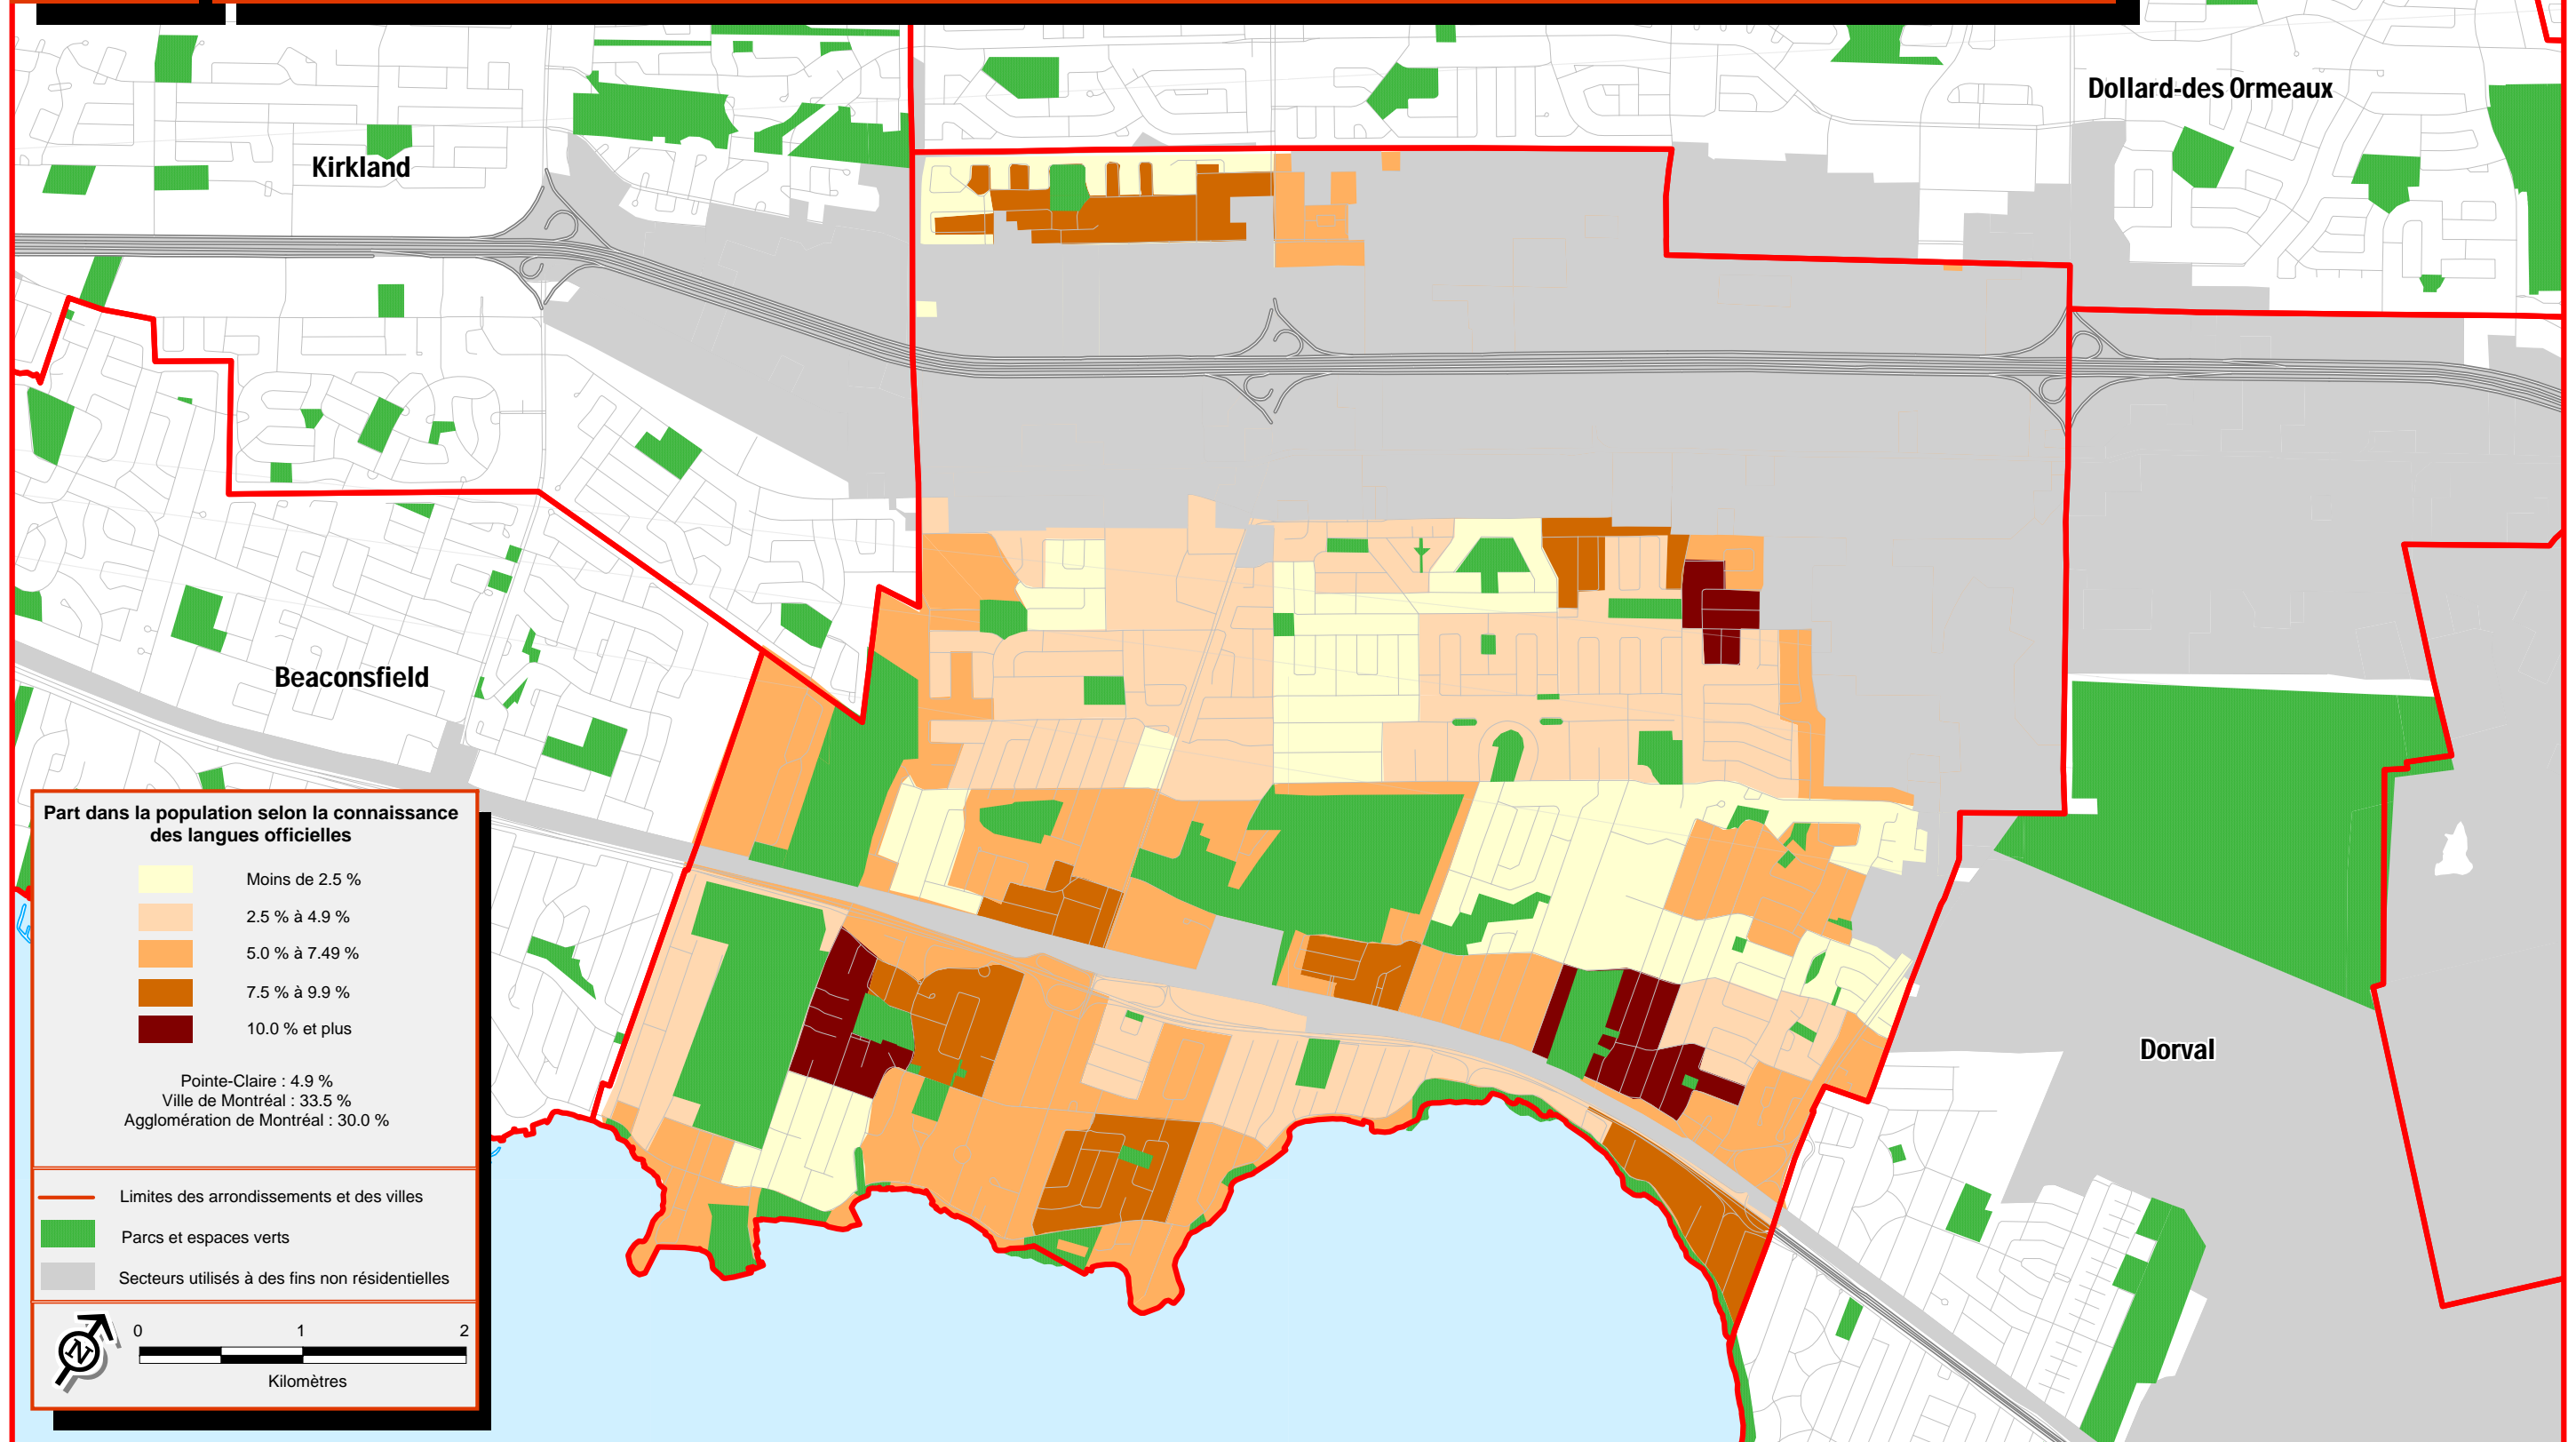 Dollard-des Ormeaux
Kirkland
Beaconsfield
Dorval
Part dans la population selon la connaissance
des langues officielles
Moins de 2.5 %
2.5 % à 4.9 %
5.0 % à 7.49 %
7.5 % à 9.9 %
10.0 % et plus
Pointe-Claire : 4.9 %
Ville de Montréal : 33.5 %
Agglomération de Montréal : 30.0 %
Limites des arrondissements et des villes
Parcs et espaces verts
Secteurs utilisés à des fins non résidentielles
N
0 1 2
Kilomètres